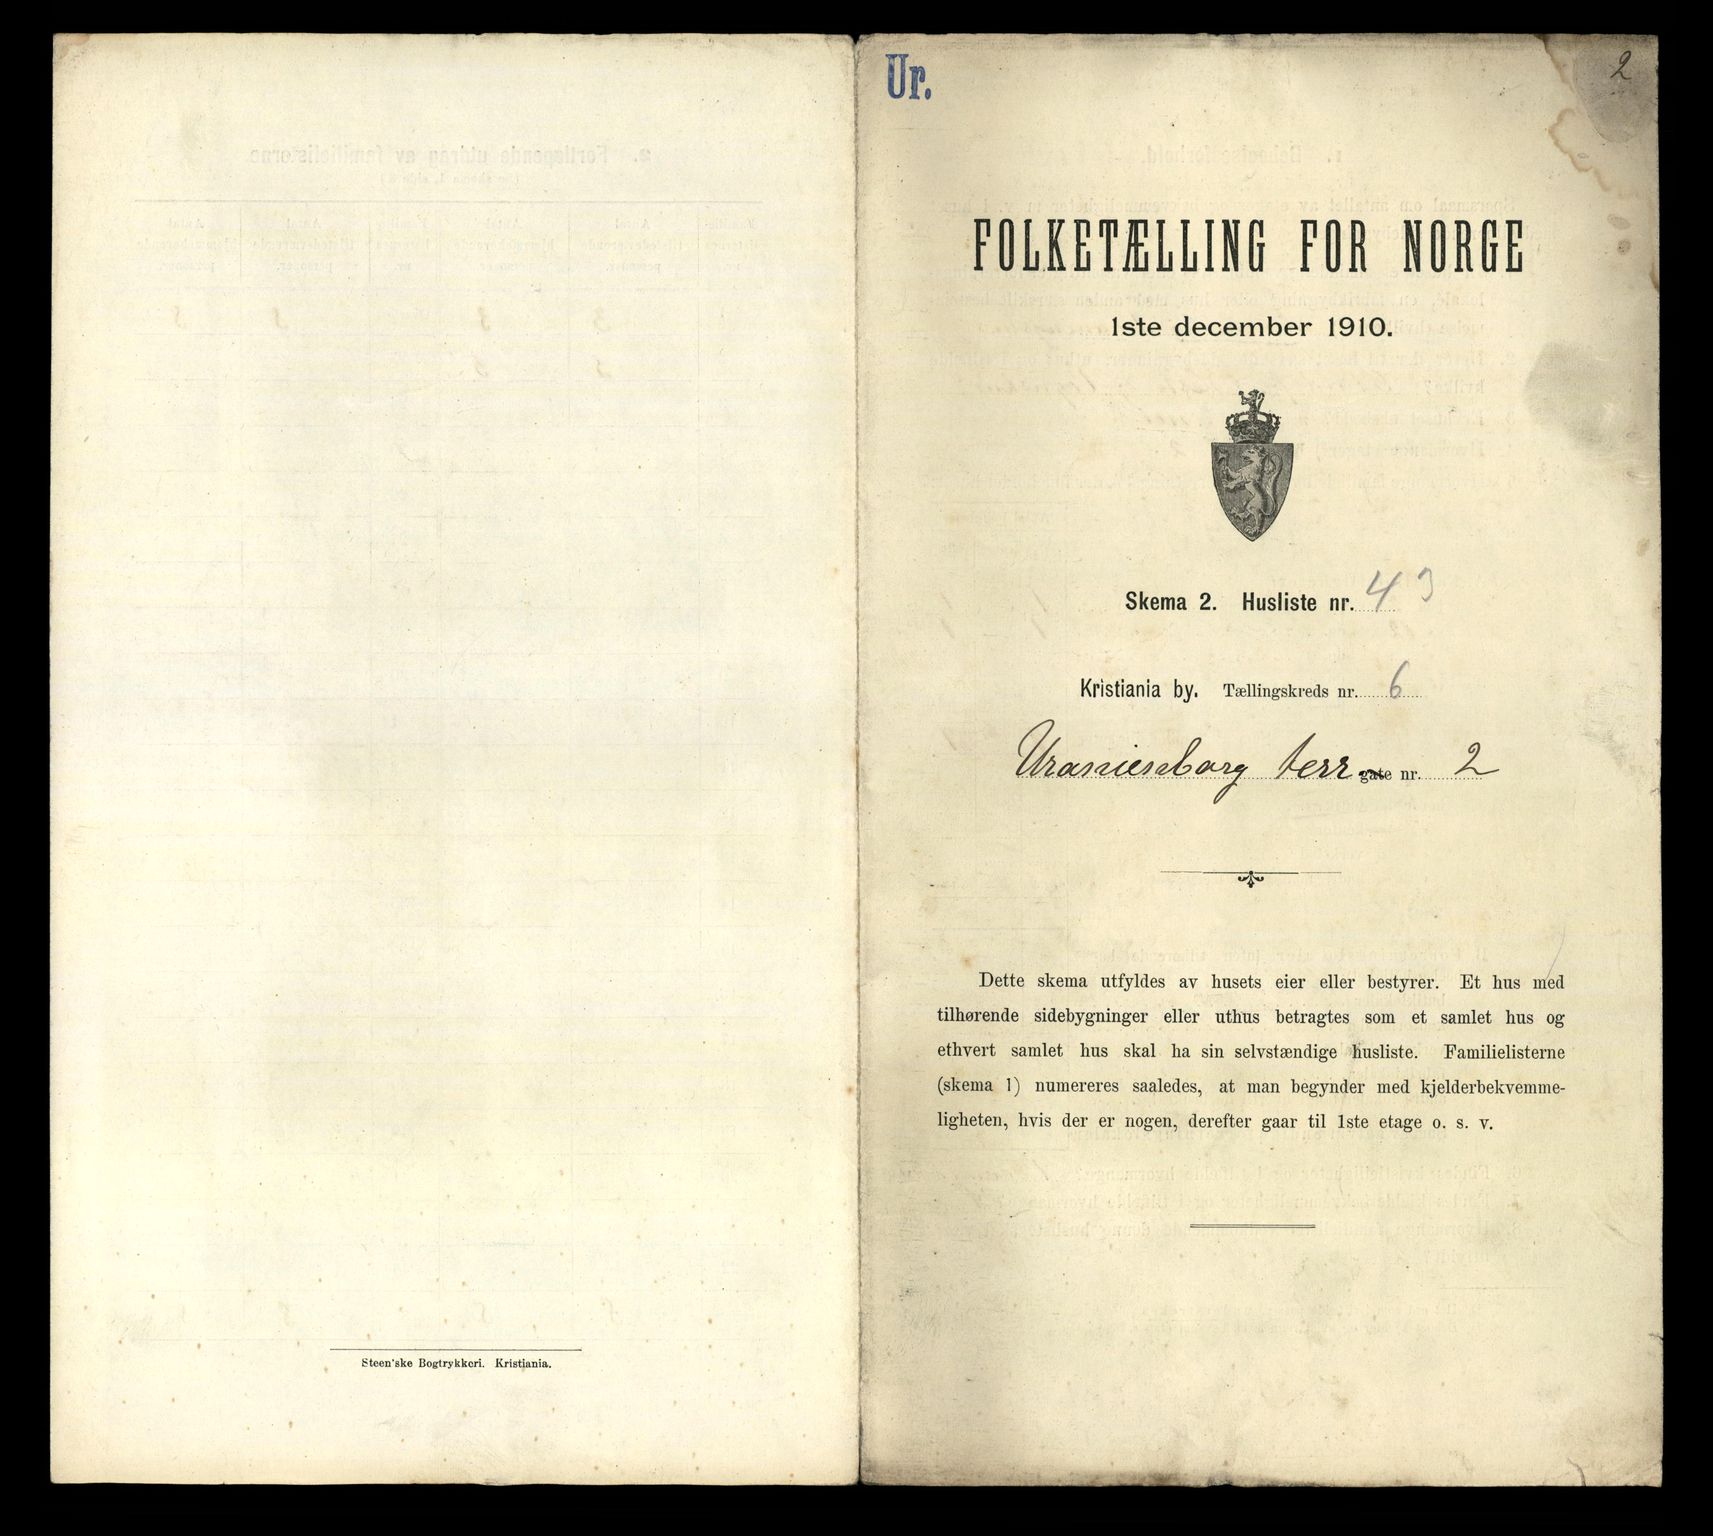 Steen'ske Bogtrykkeri. Kristiania.
Ur.
2
FOLKETÆLLING FOR NORGE
1ste december 1910.
Skema 2. Husliste nr. 43
Kristiania by. Tællingskreds nr. 6
Uranienborg terr gate nr. 2
Dette skema utfyldes av husets eier eller bestyrer. Et hus med
tilhørende sidebygninger eller uthus betragtes som et samlet hus og
ethvert samlet hus skal ha sin selvstændige husliste. Familielisterne
(skema 1) numereres saaledes, at man begynder med kjelderbekvemme-
ligheten, hvis der er nogen, derefter gaar til 1ste etage o. s. v.